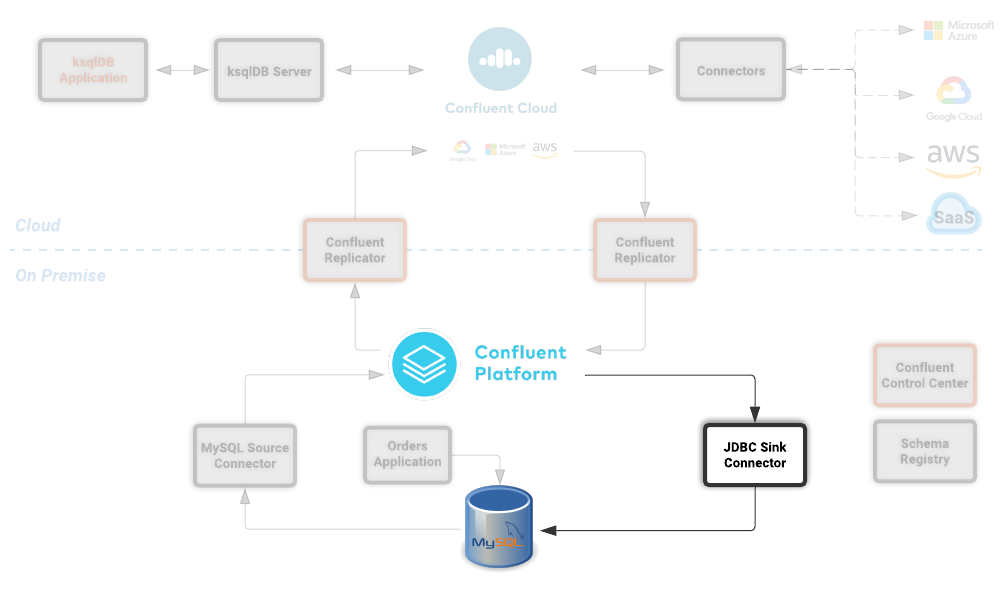 ksqlDB
Application
ksqlDB Server
Confluent Cloud
Connectors
Microsoft
Azure
Google Cloud
aws
SaaS
Google Cloud
Microsoft
Azure
aws
Cloud
On Premise
Confluent
Replicator
Confluent
Replicator
Confluent
Platform
Confluent
Control Center
MySQL Source
Connector
Orders
Application
JDBC Sink
Connector
Schema
Registry
MySQL